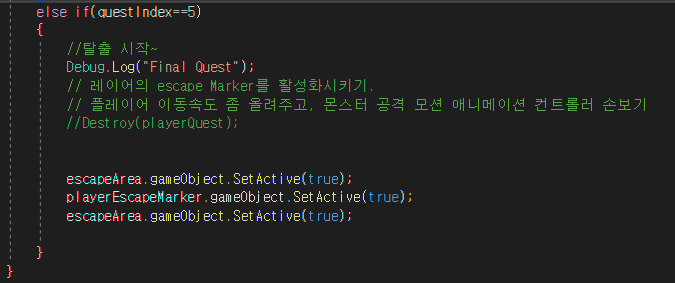 else if(questIndex==5)
{
//탈출 시작~
Debug.Log("Final Quest");
// 레이어의 escape Marker를 활성화시키기.
// 플레이어 이동속도 좀 올려주고, 몬스터 공격 모션 애니메이션 컨트롤러 손보기
//Destroy(playerQuest);
escapeArea.gameObject.SetActive(true);
playerEscapeMarker.gameObject.SetActive(true);
escapeArea.gameObject.SetActive(true);
}
}